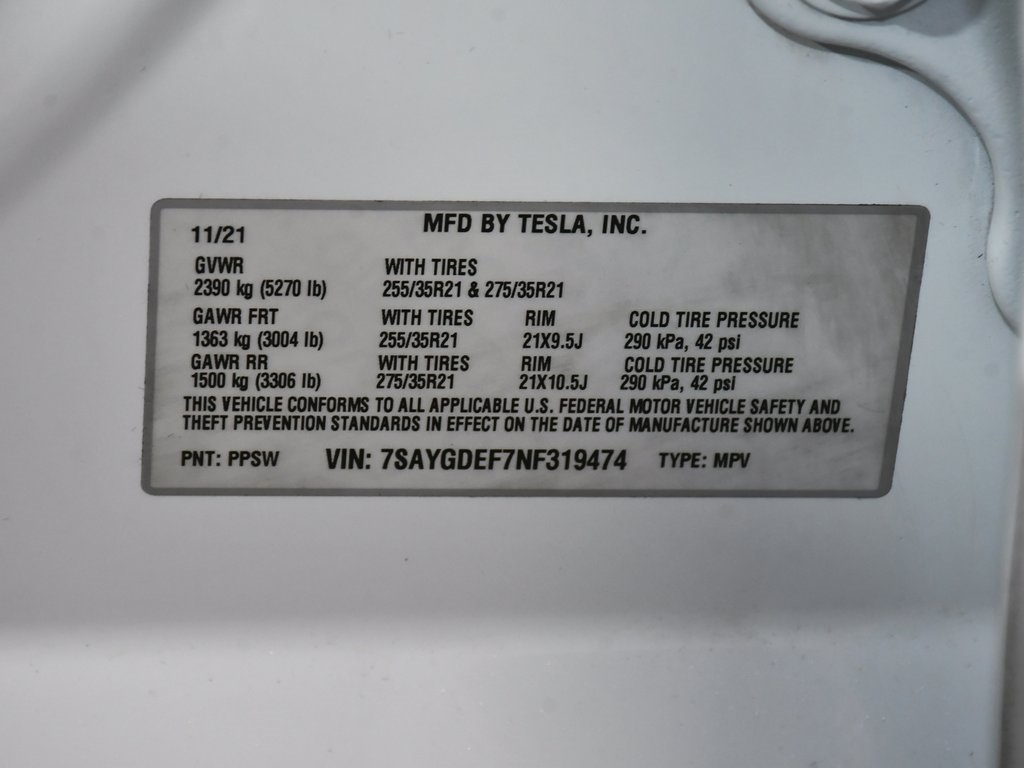 MFD BY TESLA, INC.
11/21
GVWR WITH TIRES
2390 kg (5270 lb) 255/35R21 & 275/35R21
GAWR FRT WITH TIRES RIM COLD TIRE PRESSURE
1363 kg (3004 lb) 255/35R21 21X9.5J 290 kPa, 42 psi
GAWR RR WITH TIRES RIM COLD TIRE PRESSURE
1500 kg (3306 lb) 275/35R21 21X10.5J 290 kPa, 42 psi
THIS VEHICLE CONFORMS TO ALL APPLICABLE U.S. FEDERAL MOTOR VEHICLE SAFETY AND
THEFT PREVENTION STANDARDS IN EFFECT ON THE DATE OF MANUFACTURE SHOWN ABOVE.
PNT: PPSW VIN: 7SAYGDEF7NF319474 TYPE: MPV